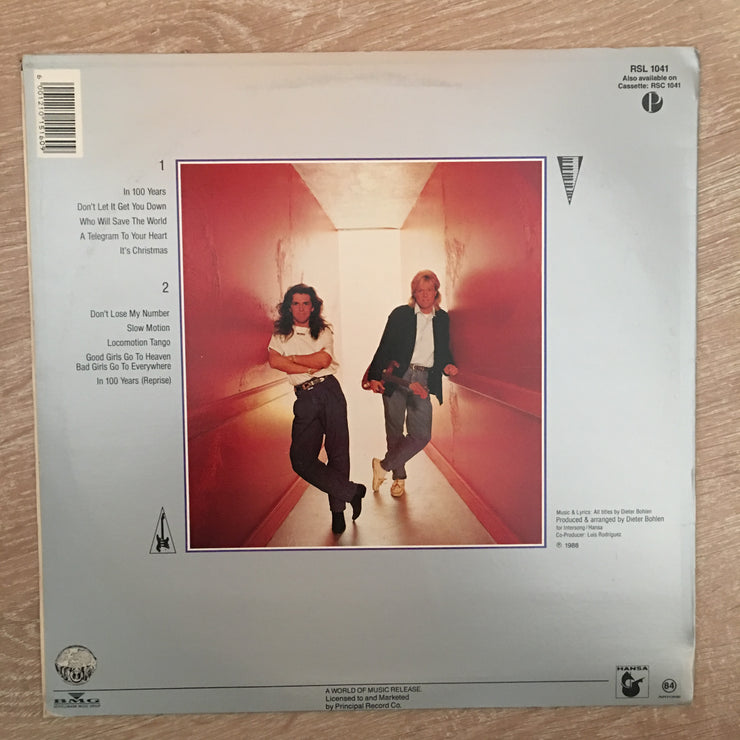 RSL 1041
Also available on
Cassette: RSC 1041
P
1
In 100 Years
Don't Let It Get You Down
Who Will Save The World
A Telegram To Your Heart
It's Christmas
2
Don't Lose My Number
Slow Motion
Locomotion Tango
Good Girls Go To Heaven
Bad Girls Go To Everywhere
In 100 Years (Reprise)
Music & Lyrics: All titles by Dieter Bohlen
Produced & arranged by Dieter Bohlen
for Intersong / Hansa
Co-Producer: Luis Rodriguez
℗ 1986
A WORLD OF MUSIC RELEASE.
Licensed to and Marketed
by Principal Record Co.
BMG
HANSA
84